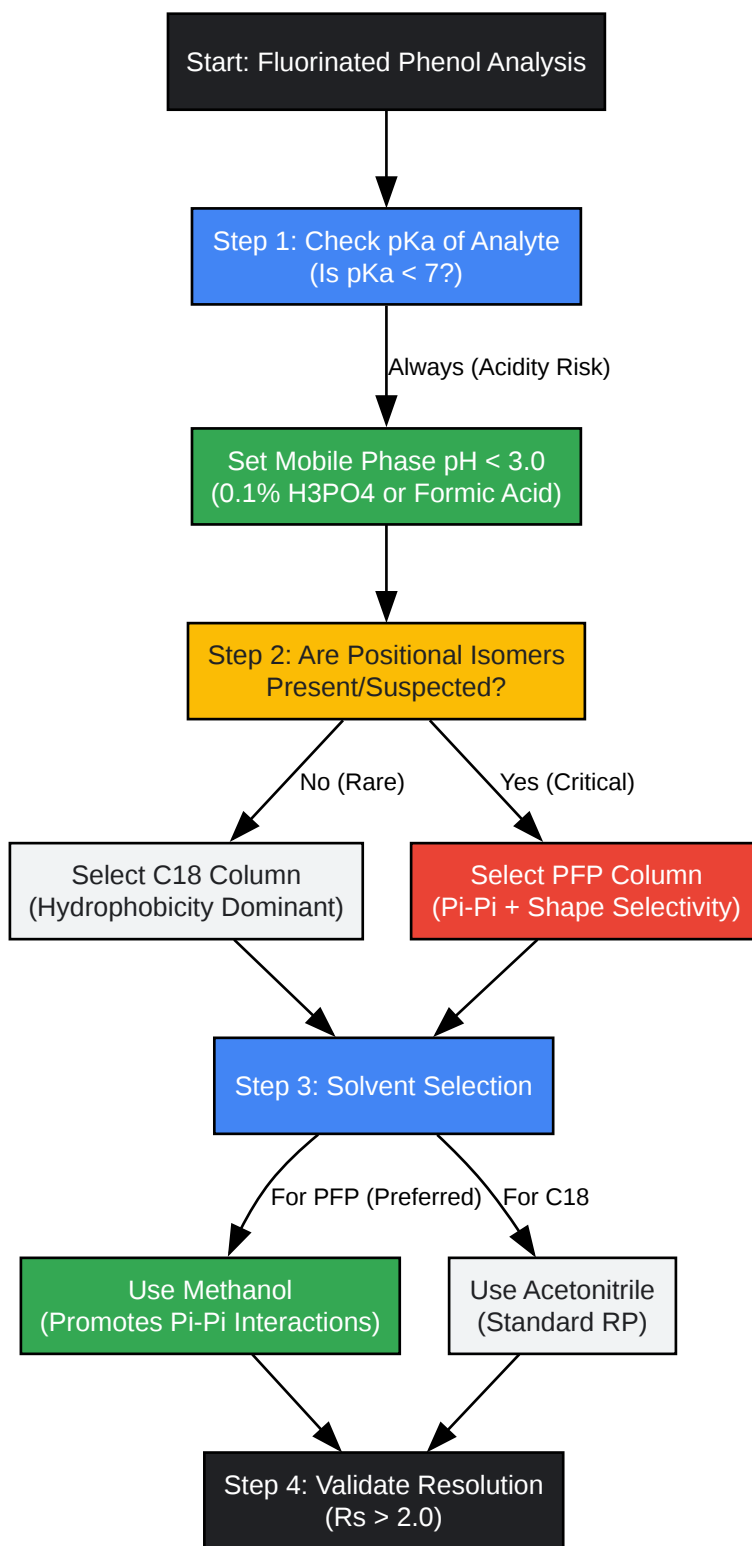 Start: Fluorinated Phenol Analysis
Step 1: Check pKa of Analyte
(Is pKa < 7?)
Always (Acidity Risk)
Set Mobile Phase pH < 3.0
(0.1% H3PO4 or Formic Acid)
Step 2: Are Positional Isomers
Present/Suspected?
No (Rare)
Yes (Critical)
Select C18 Column
(Hydrophobicity Dominant)
Select PFP Column
(Pi-Pi + Shape Selectivity)
Step 3: Solvent Selection
For PFP (Preferred)
For C18
Use Methanol
(Promotes Pi-Pi Interactions)
Use Acetonitrile
(Standard RP)
Step 4: Validate Resolution
(Rs > 2.0)